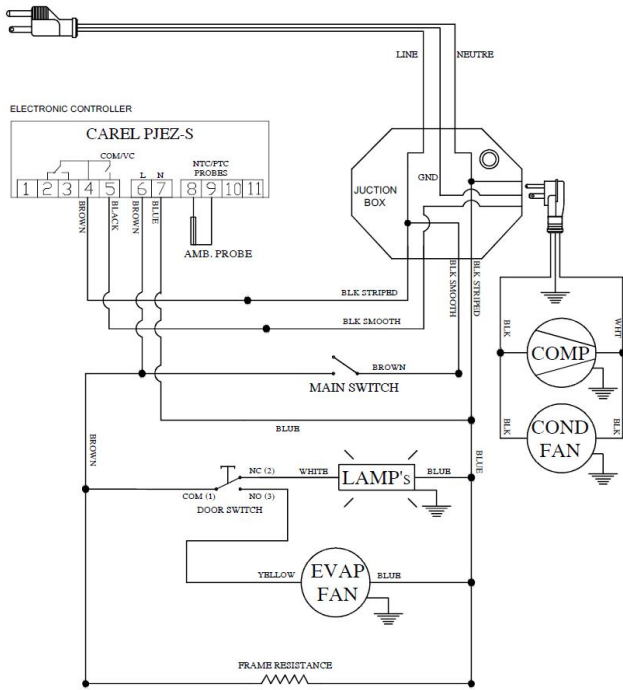 LINE
NEUTRE
ELECTRONIC CONTROLLER
CAREL PJEZ-S
COM/VC
L
N
NTC/PTC
PROBES
1 2 3 4 5 6 7 8 9 10 11
BROWN
BLACK
BROWN
BLUE
AMB. PROBE
GND
JUCTION
BOX
BLK STRIPED
BLK SMOOTH
BLK SMOOTH
BLK STRIPED
BROWN
MAIN SWITCH
BLUE
BLK
WHT
COMP
BLK
BLK
COND
FAN
BROWN
BLUE
NC (2)
WHITE
LAMP's
BLUE
COM (1)
NO (3)
DOOR SWITCH
YELLOW
EVAP
FAN
BLUE
FRAME RESISTANCE